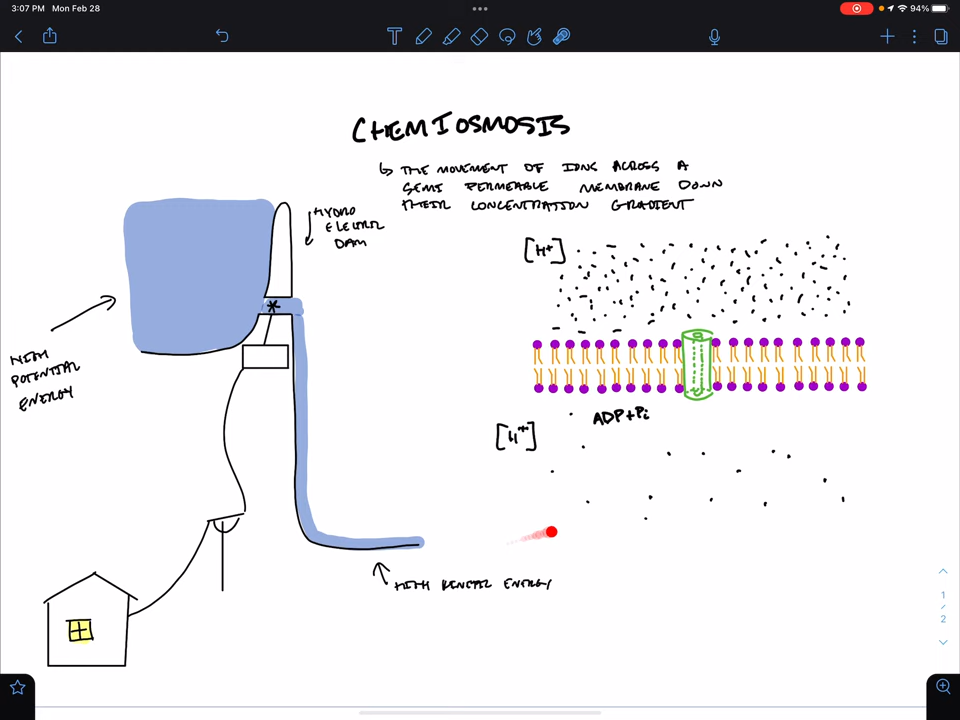 3:07 PM Mon Feb 28
94%
CHEMIOSMOSIS
↳ THE MOVEMENT OF IONS ACROSS A
SEMI PERMEABLE MEMBRANE DOWN
THEIR CONCENTRATION GRADIENT
HYDRO
ELECTRIC
DAM
[H+]
HIGH
POTENTIAL
ENERGY
ADP+Pi
[H+]
HIGH KINETIC ENERGY
1
/
2